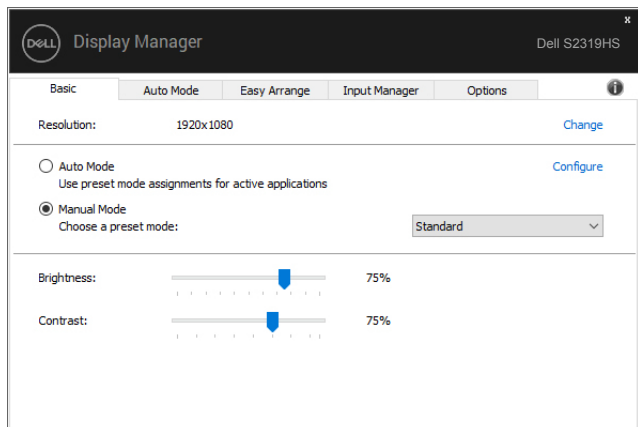 x
DELL Display Manager Dell S2319HS
Basic Auto Mode Easy Arrange Input Manager Options i
Resolution: 1920x1080 Change
Auto Mode Configure
Use preset mode assignments for active applications
Manual Mode
Choose a preset mode: Standard
Brightness: 75%
Contrast: 75%